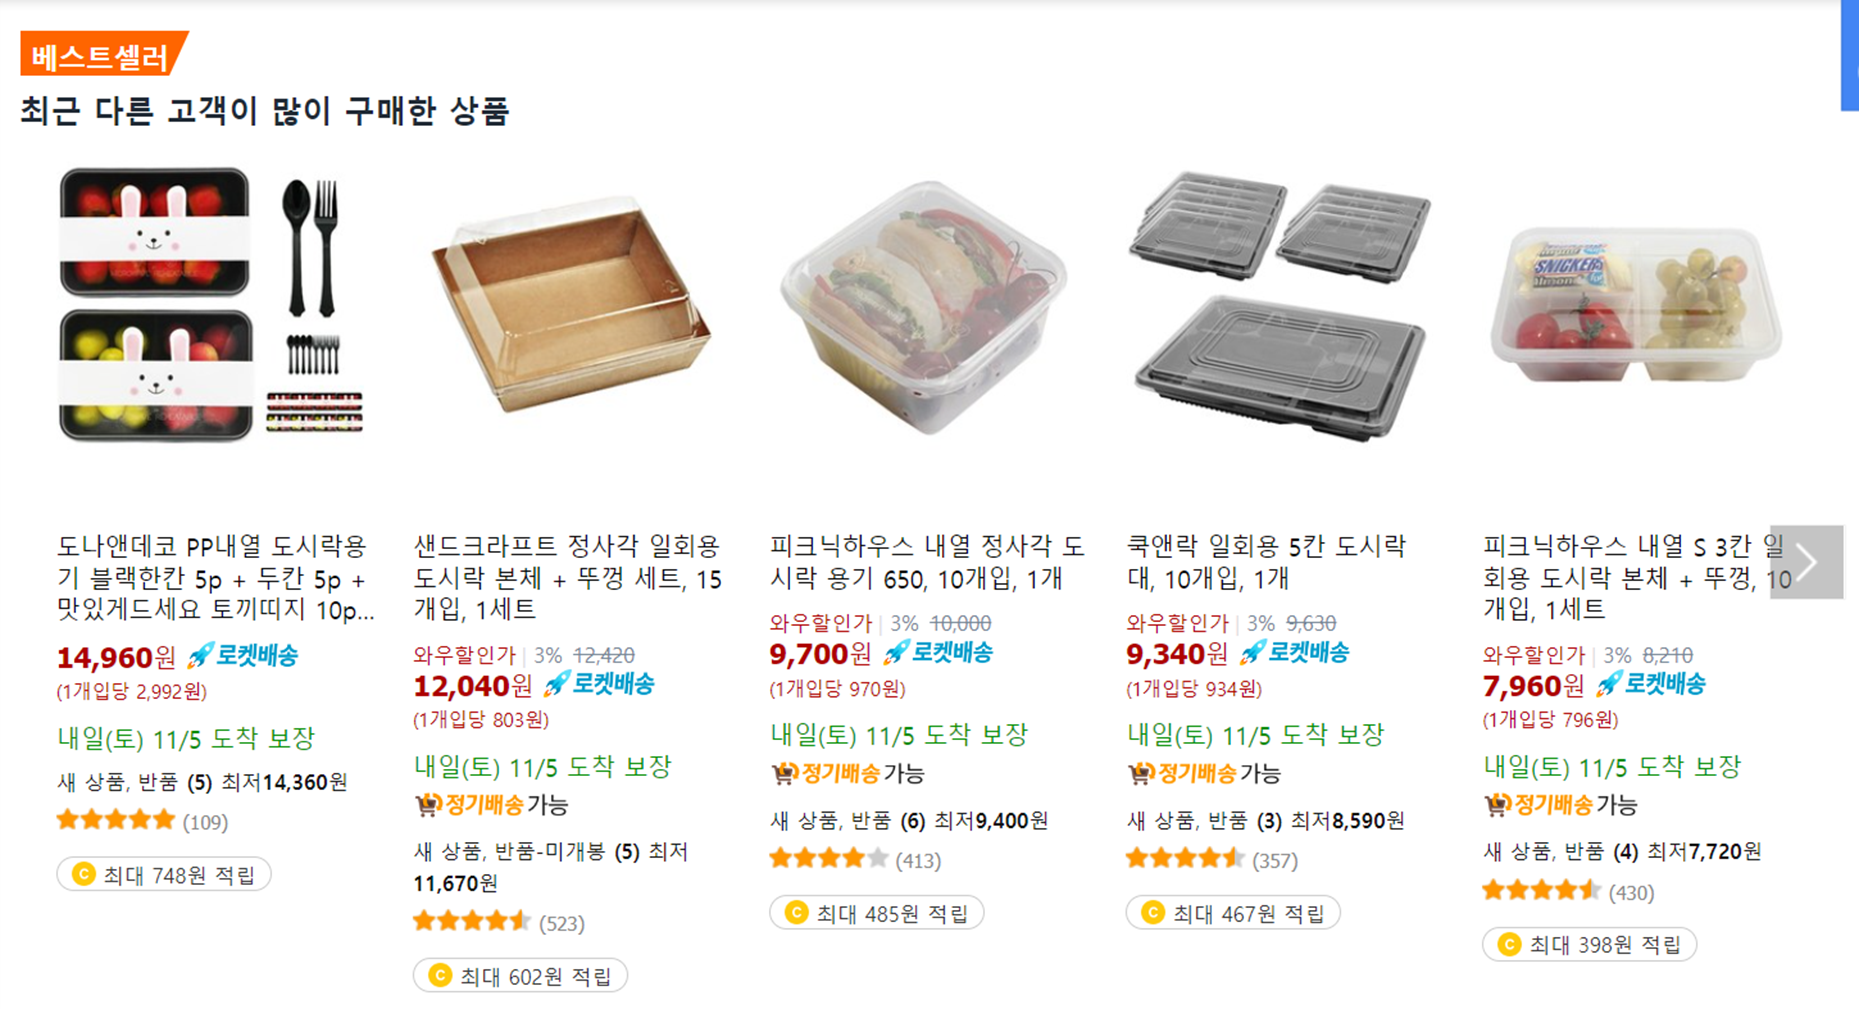 베스트셀러
최근 다른 고객이 많이 구매한 상품
SNICKERS
도나앤데코 PP내열 도시락용
기 블랙한칸 5p + 두칸 5p +
맛있게드세요 토끼띠지 10p...
14,960원 로켓배송
(1개입당 2,992원)
내일(토) 11/5 도착 보장
새 상품, 반품 (5) 최저14,360원
(109)
C 최대 748원 적립
샌드크라프트 정사각 일회용
도시락 본체 + 뚜껑 세트, 15
개입, 1세트
와우할인가 | 3% 12,420
12,040원 로켓배송
(1개입당 803원)
내일(토) 11/5 도착 보장
정기배송 가능
새 상품, 반품-미개봉 (5) 최저
11,670원
(523)
C 최대 602원 적립
피크닉하우스 내열 정사각 도
시락 용기 650, 10개입, 1개
와우할인가 | 3% 10,000
9,700원 로켓배송
(1개입당 970원)
내일(토) 11/5 도착 보장
정기배송 가능
새 상품, 반품 (6) 최저9,400원
(413)
C 최대 485원 적립
쿡앤락 일회용 5칸 도시락
대, 10개입, 1개
와우할인가 | 3% 9,630
9,340원 로켓배송
(1개입당 934원)
내일(토) 11/5 도착 보장
정기배송 가능
새 상품, 반품 (3) 최저8,590원
(357)
C 최대 467원 적립
피크닉하우스 내열 S 3칸 일
회용 도시락 본체 + 뚜껑, 10
개입, 1세트
와우할인가 | 3% 8,210
7,960원 로켓배송
(1개입당 796원)
내일(토) 11/5 도착 보장
정기배송 가능
새 상품, 반품 (4) 최저7,720원
(430)
C 최대 398원 적립